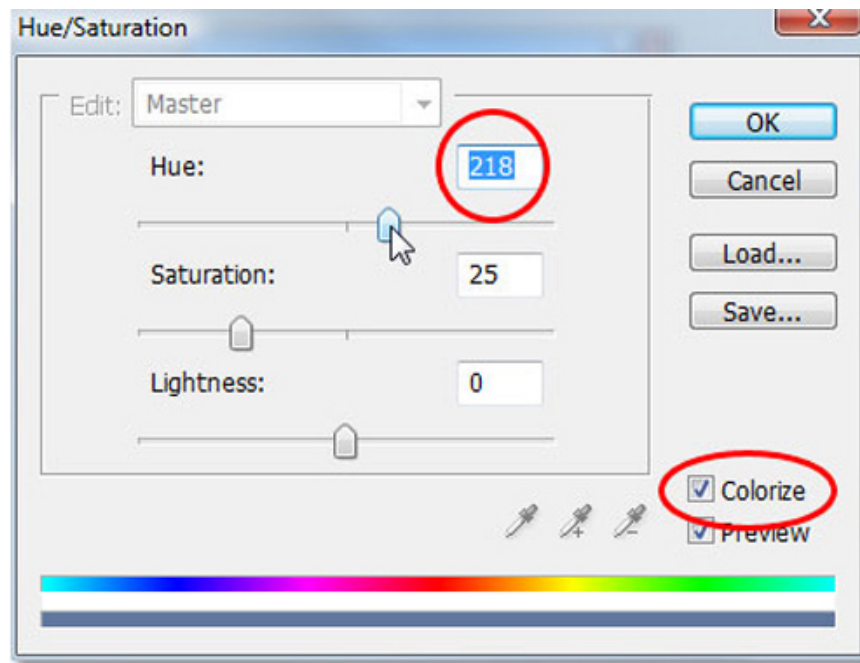 Hue/Saturation
Edit: Master
OK
Hue: 218
Cancel
Load...
Saturation: 25
Save...
Lightness: 0
Colorize
Preview